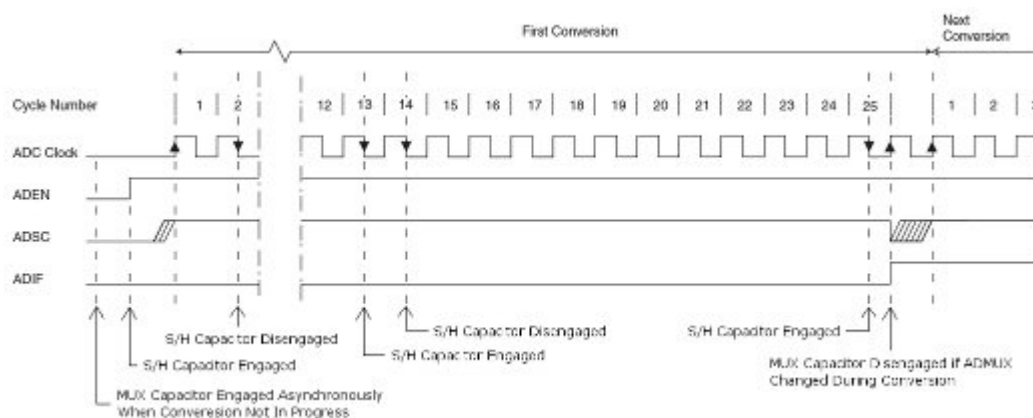 First Conversion
Next
Conversion
Cycle Number
1 2 12 13 14 15 16 17 18 19 20 21 22 23 24 25 1 2
ADC Clock
ADEN
ADSC
ADIF
S/H Capacitor Disengaged
S/H Capacitor Engaged
MUX Capacitor Engaged Asynchronously
When Conversion Not In Progress
S/H Capacitor Disengaged
S/H Capacitor Engaged
S/H Capacitor Engaged
MUX Capacitor Disengaged if ADMUX
Changed During Conversion